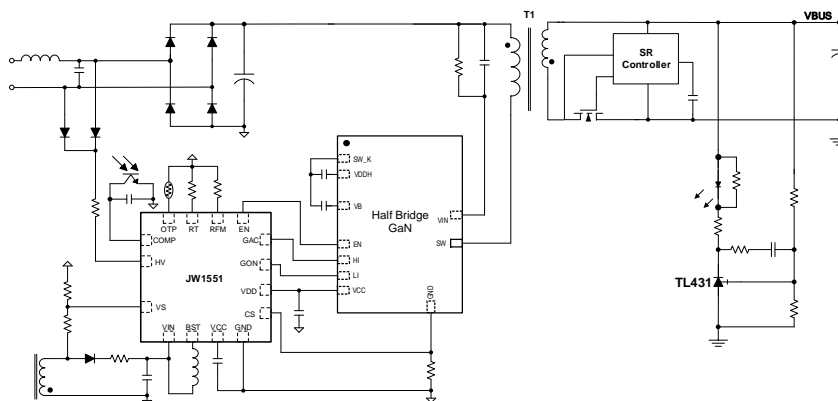 T1
VBUS
SR
Controller
SW_K
VDDH
VB
Half Bridge
GaN
VIN
SW
EN
HI
LI
VCC
GND
OTP
RT
RFM
EN
COMP
GAC
HV
GON
JW1551
VDD
VS
CS
VIN
BST
VCC
GND
TL431